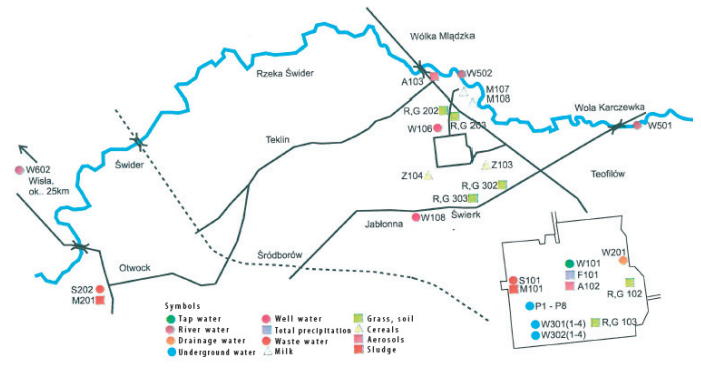 Wólka Mlądzka
Rzeka Świder
A103
W502
M107
M108
R,G 202
R,G 203
Wola Karczewka
W501
W106
Teklin
Świder
W602
Wisła,
ok.. 25km
Z104
Z103
Teofilów
R,G 302
R,G 303
Jabłonna
Świerk
W108
Śródborów
Otwock
S202
M201
W201
W101
F101
A102
S101
M101
R,G 102
P1 - P8
W301(1-4)
R,G 103
W302(1-4)
Symbols
Tap water
River water
Drainage water
Underground water
Well water
Total precipitation
Waste water
Milk
Grass, soil
Cereals
Aerosols
Sludge